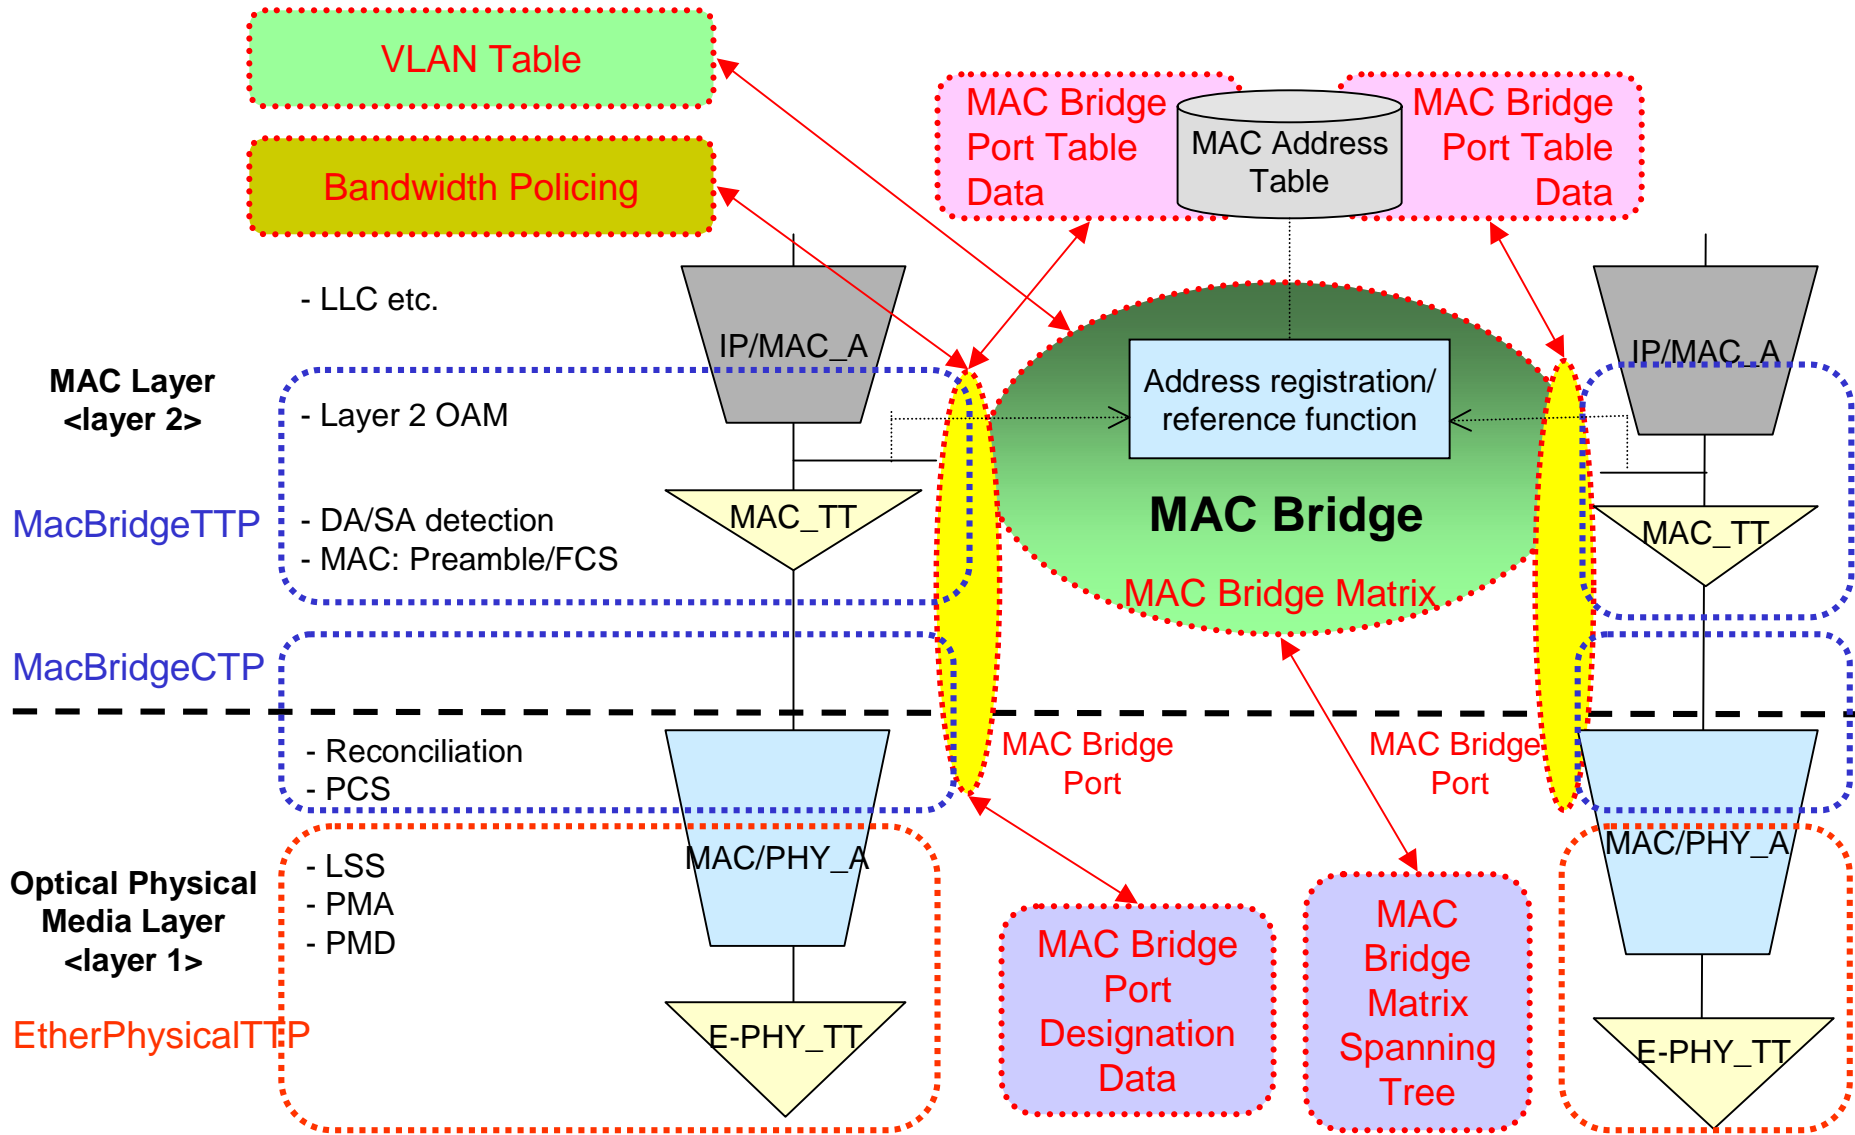 VLAN Table
Bandwidth Policing
MAC Bridge
Port Table
Data
MAC Address
Table
MAC Bridge
Port Table
Data
- LLC etc.
IP/MAC_A
IP/MAC_A
MAC Layer
<layer 2>
- Layer 2 OAM
Address registration/
reference function
MacBridgeTTP
- DA/SA detection
- MAC: Preamble/FCS
MAC_TT
MAC Bridge
MAC Bridge Matrix
MAC_TT
MacBridgeCTP
- Reconciliation
- PCS
MAC Bridge
Port
MAC Bridge
Port
Optical Physical
Media Layer
<layer 1>
- LSS
- PMA
- PMD
MAC/PHY_A
MAC/PHY_A
EtherPhysicalTTP
E-PHY_TT
MAC Bridge
Port
Designation
Data
MAC
Bridge
Matrix
Spanning
Tree
E-PHY_TT